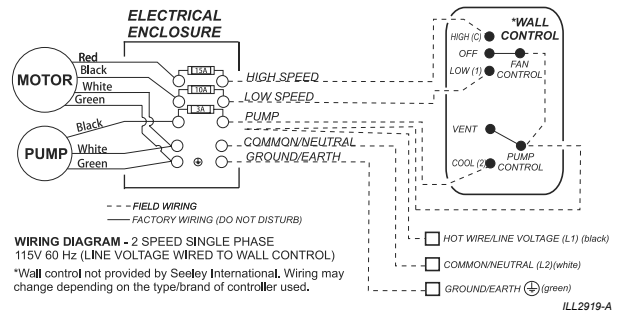 ELECTRICAL
ENCLOSURE
*WALL
CONTROL
HIGH (C)
OFF
LOW (1)
FAN
CONTROL
VENT
COOL (2)
PUMP
CONTROL
MOTOR
Red
Black
White
Green
PUMP
Black
White
Green
15A
10A
3A
HIGH SPEED
LOW SPEED
PUMP
COMMON/NEUTRAL
GROUND/EARTH
FIELD WIRING
FACTORY WIRING (DO NOT DISTURB)
WIRING DIAGRAM - 2 SPEED SINGLE PHASE
115V 60 Hz (LINE VOLTAGE WIRED TO WALL CONTROL)
*Wall control not provided by Seeley International. Wiring may
change depending on the type/brand of controller used.
HOT WIRE/LINE VOLTAGE (L1) (black)
COMMON/NEUTRAL (L2)(white)
GROUND/EARTH (green)
ILL2919-A